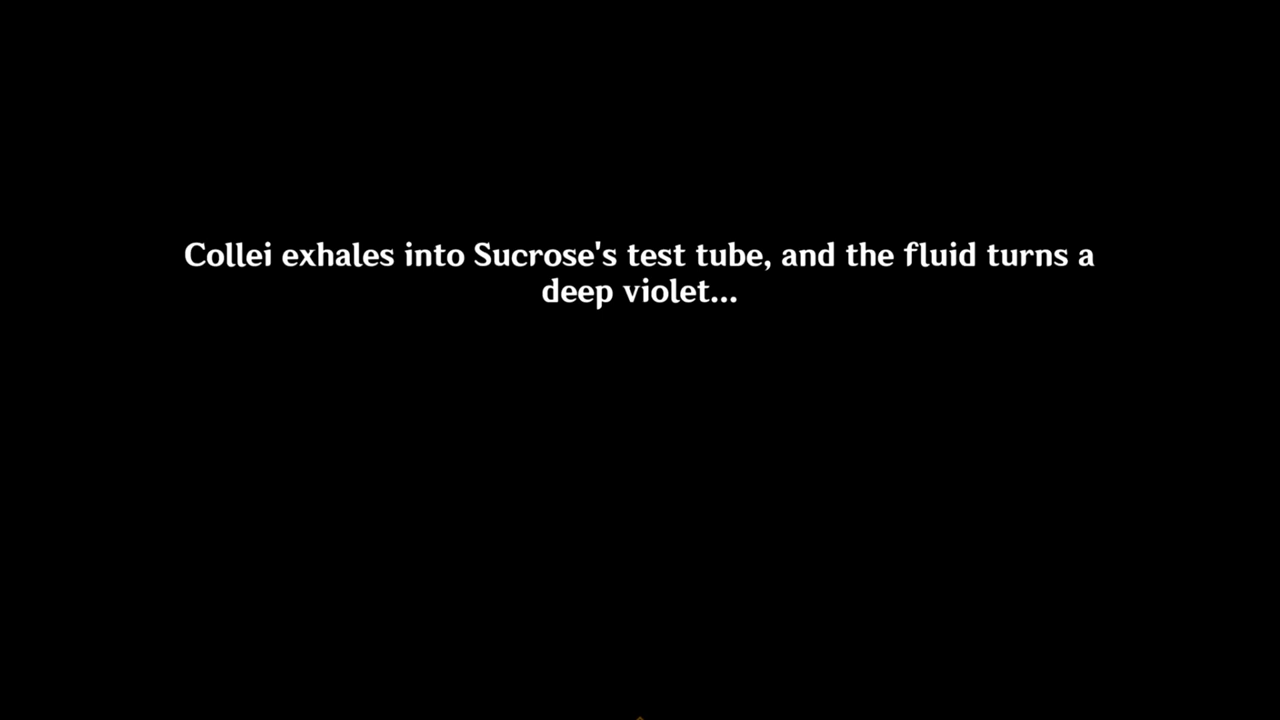 Collei exhales into Sucrose's test tube, and the fluid turns a
deep violet...